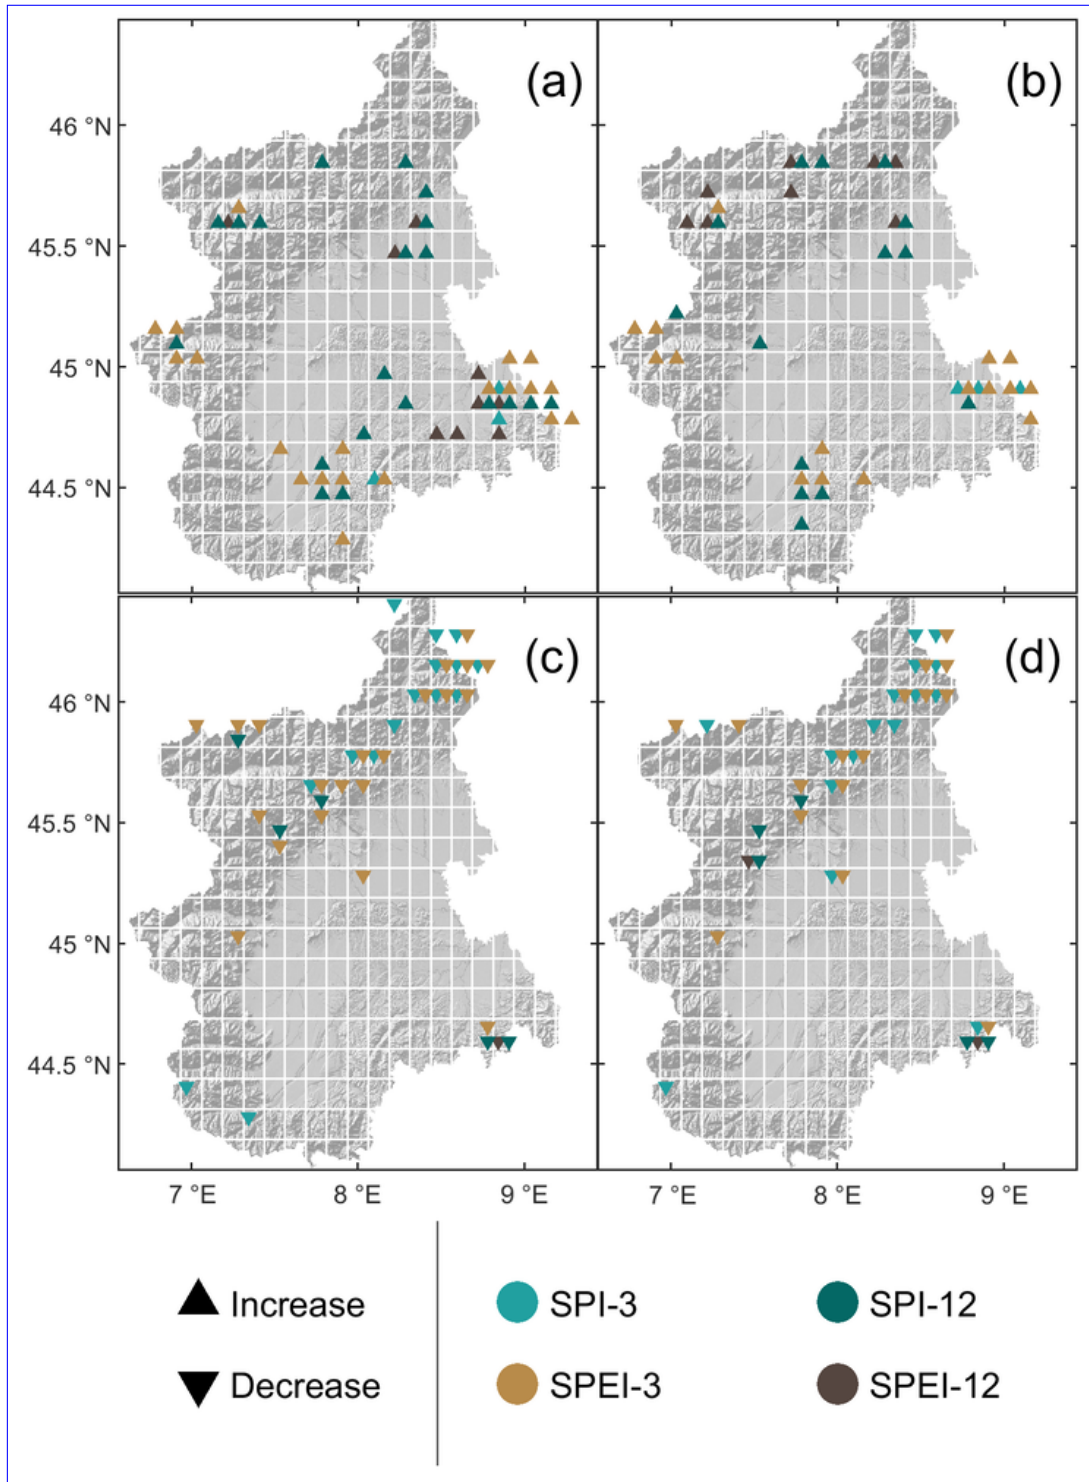 (a)
(b)
46 °N
45.5 °N
45 °N
44.5 °N
(c)
(d)
46 °N
45.5 °N
45 °N
44.5 °N
7 °E 8 °E 9 °E 7 °E 8 °E 9 °E
Increase SPI-3 SPI-12
Decrease SPEI-3 SPEI-12